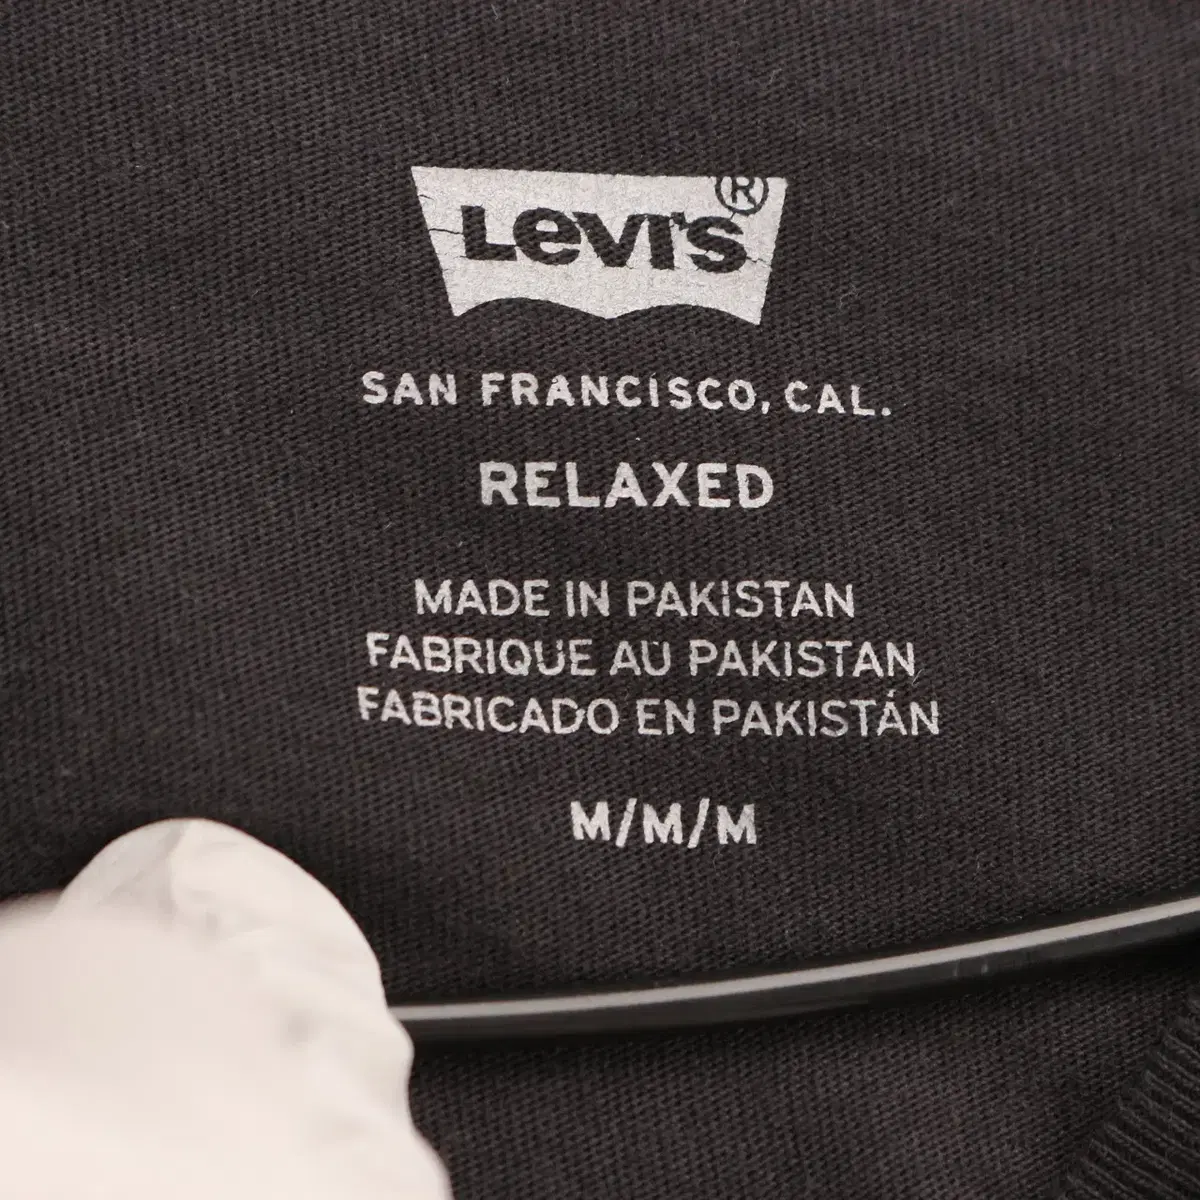 LEVI'S®
SAN FRANCISCO, CAL.
RELAXED
MADE IN PAKISTAN
FABRIQUE AU PAKISTAN
FABRICADO EN PAKISTÁN
M/M/M